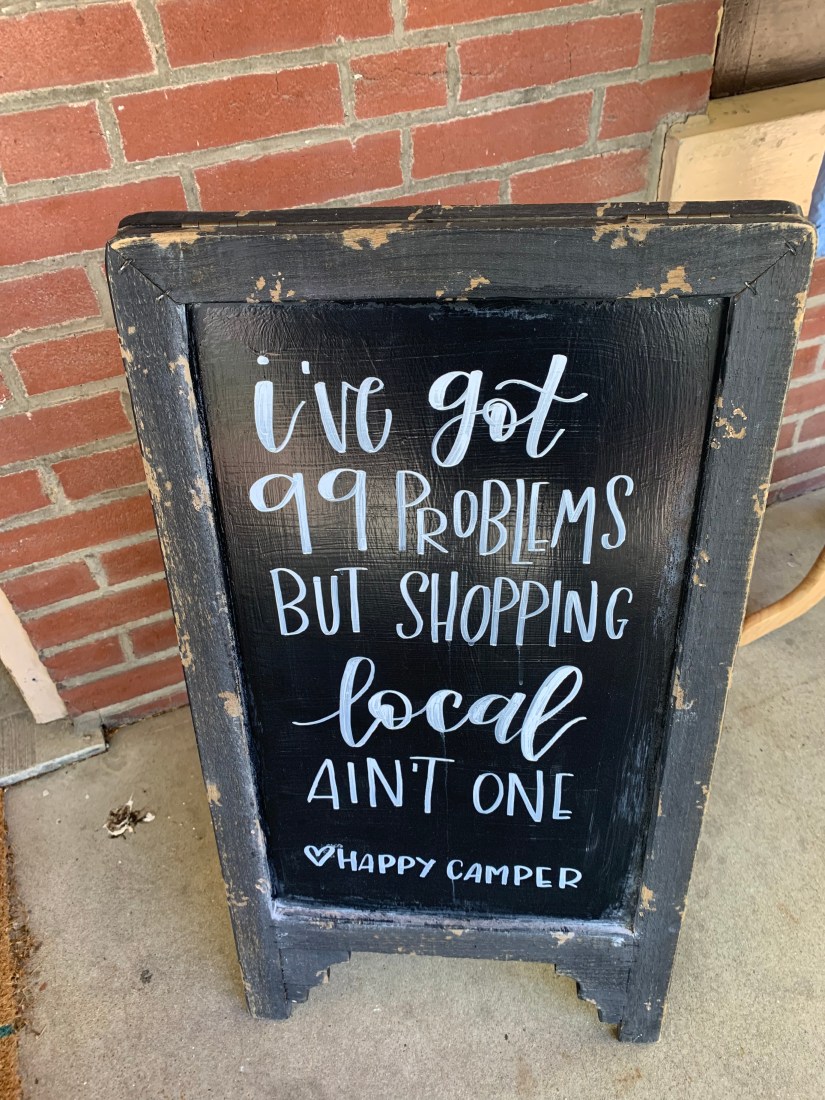 i've got
99 PROBLEMS
BUT SHOPPING
local
AIN'T ONE
♡HAPPY CAMPER